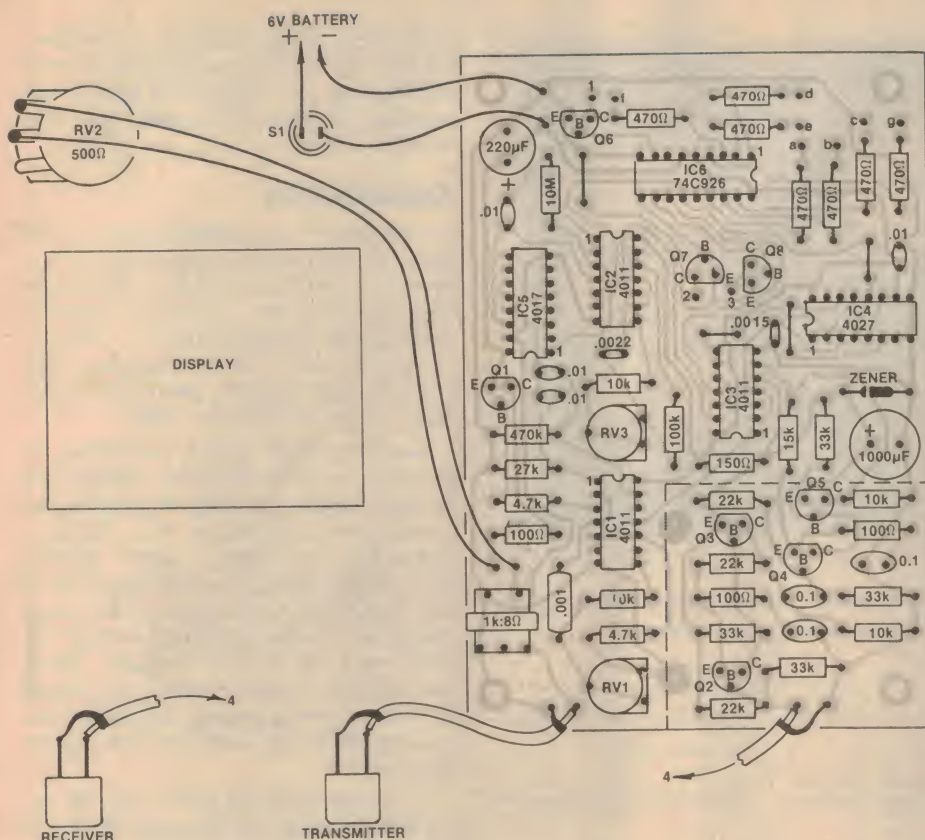 6V BATTERY
+ −
RV2
500Ω
S1
220µF
+
.01
10M
E B C
Q6
1 1
470Ω
470Ω
470Ω
d
e
a b
c g
470Ω
470Ω
470Ω
470Ω
.01
1
IC6
74C926
1
IC2
4011
IC5
4017
1
Q7
B
C E
2
C Q8
B
E
3
.0015
IC4
4027
1
.0022
DISPLAY
Q1
E C
B
.01
.01
10k
IC3
4011
1
ZENER
RV3
100k
15k
33k
+
1000µF
470k
27k
4.7k
100Ω
150Ω
1
IC1
4011
22k
E B C
Q3
22k
100Ω
33k
Q5
E C
B
10k
100Ω
E B C
Q4
0.1
0.1
0.1
33k
10k
1k:8Ω
.001
10k
4.7k
RV1
E B C
Q2
33k
22k
4
4
RECEIVER
TRANSMITTER